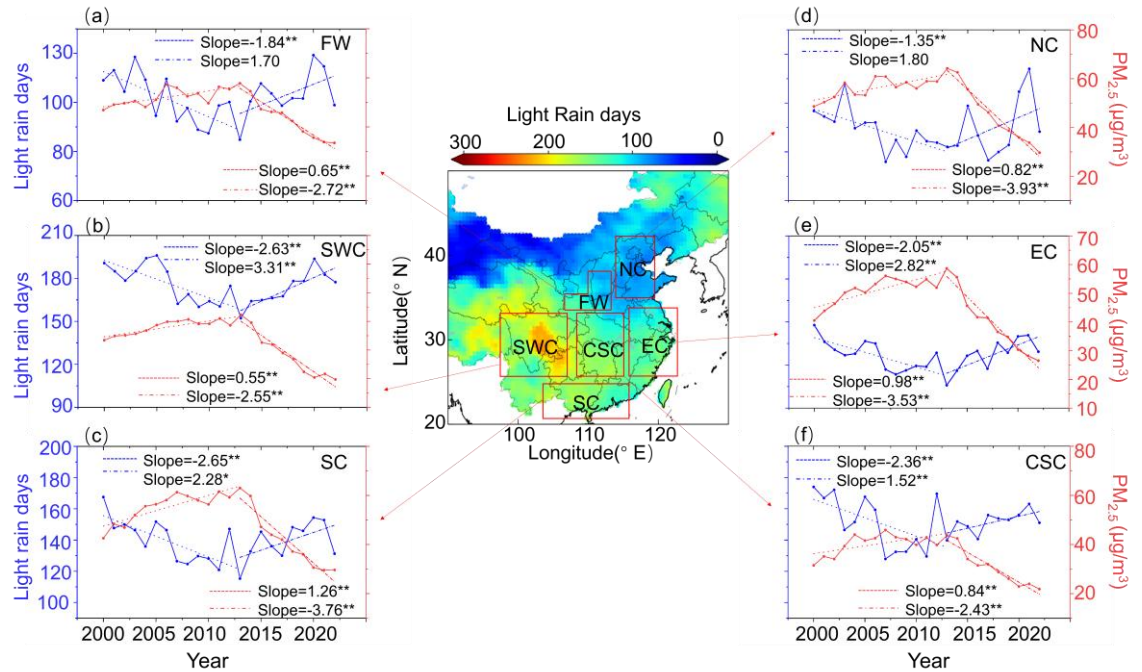 (a)
FW
Slope=-1.84**
Slope=1.70
Slope=0.65**
Slope=-2.72**
130
100
80
60
Light rain days
(b)
SWC
Slope=-2.63**
Slope=3.31**
Slope=0.55**
Slope=-2.55**
210
180
150
120
90
Light rain days
(c)
SC
Slope=-2.65**
Slope=2.28*
Slope=1.26**
Slope=-3.76**
200
180
160
140
120
100
Light rain days
2000 2005 2010 2015 2020
Year
Light Rain days
300 200 100 0
NC
FW
SWC
CSC
EC
SC
40
30
20
Latitude(° N)
100 110 120
Longitude(° E)
(d)
NC
Slope=-1.35**
Slope=1.80
Slope=0.82**
Slope=-3.93**
80
60
40
20
PM2.5 (µg/m³)
(e)
EC
Slope=-2.05**
Slope=2.82**
Slope=0.98**
Slope=-3.53**
70
60
50
40
30
20
10
PM2.5 (µg/m³)
(f)
CSC
Slope=-2.36**
Slope=1.52**
Slope=0.84**
Slope=-2.43**
80
60
40
20
PM2.5 (µg/m³)
2000 2005 2010 2015 2020
Year